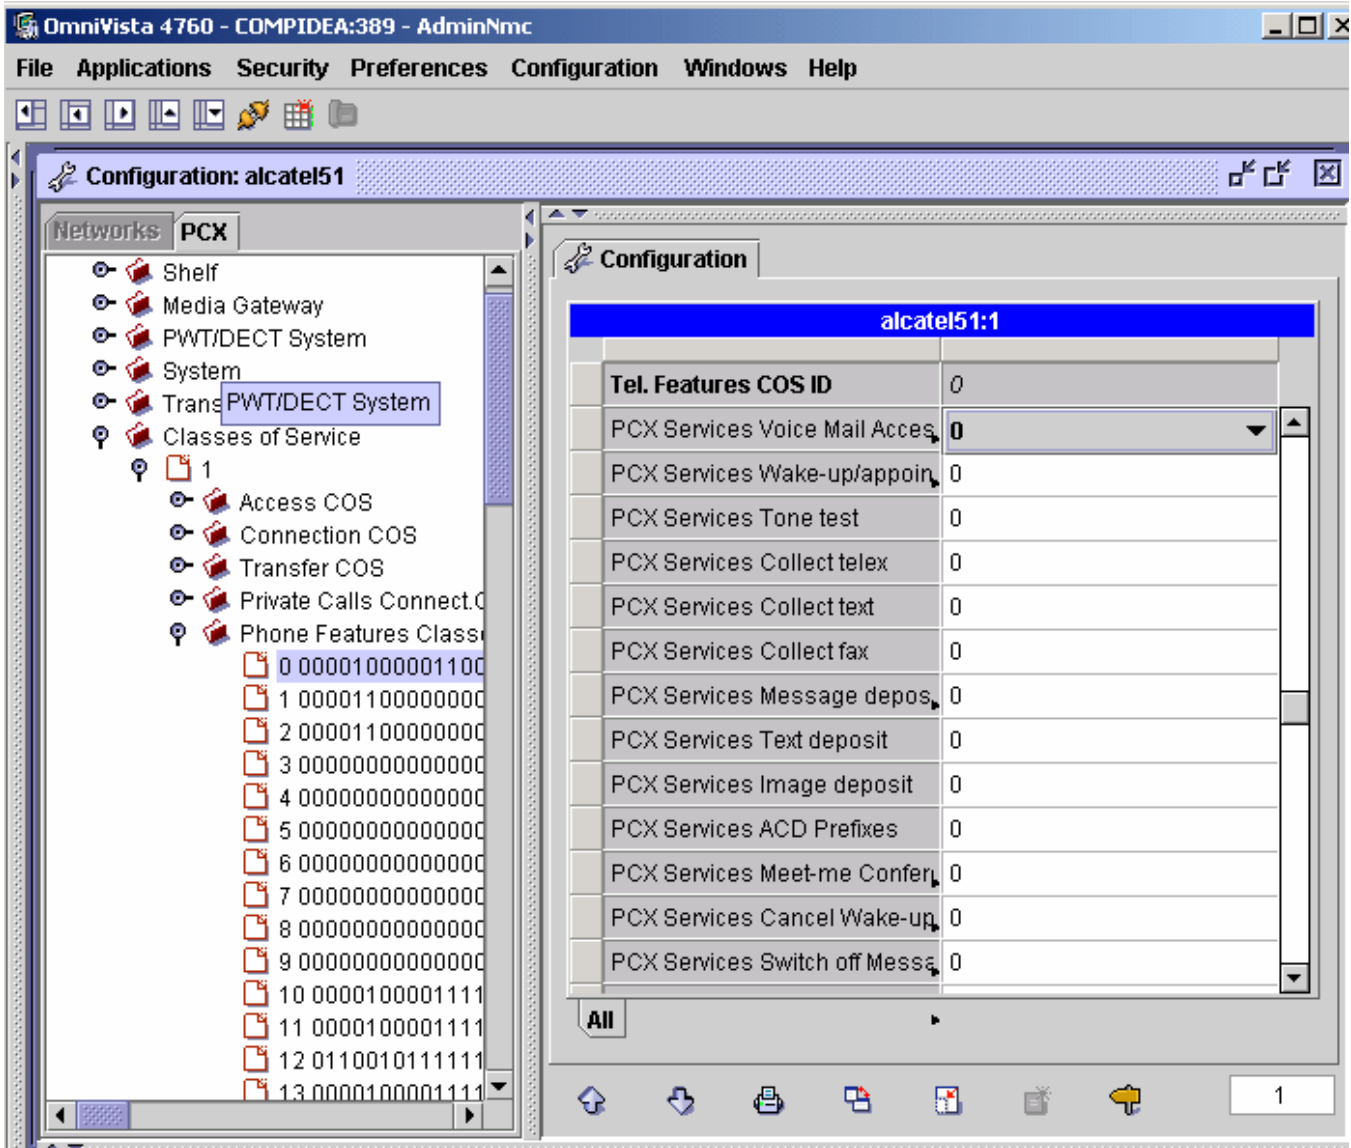 OmniVista 4760 - COMPIDEA:389 - AdminNmc
File Applications Security Preferences Configuration Windows Help
Configuration: alcatel51
Networks PCX
Shelf
Media Gateway
PWT/DECT System
System
Trans
PWT/DECT System
Classes of Service
1
Access COS
Connection COS
Transfer COS
Private Calls Connect.C
Phone Features Class
0 00001000001100
1 00001100000000
2 00001100000000
3 00000000000000
4 00000000000000
5 00000000000000
6 00000000000000
7 00000000000000
8 00000000000000
9 00000000000000
10 0000100001111
11 0000100001111
12 0110010111111
13 0000100001111
Configuration
alcatel51:1
Tel. Features COS ID 0
PCX Services Voice Mail Acces 0
PCX Services Wake-up/appoin 0
PCX Services Tone test 0
PCX Services Collect telex 0
PCX Services Collect text 0
PCX Services Collect fax 0
PCX Services Message depos 0
PCX Services Text deposit 0
PCX Services Image deposit 0
PCX Services ACD Prefixes 0
PCX Services Meet-me Confer 0
PCX Services Cancel Wake-up 0
PCX Services Switch off Messa 0
All
1